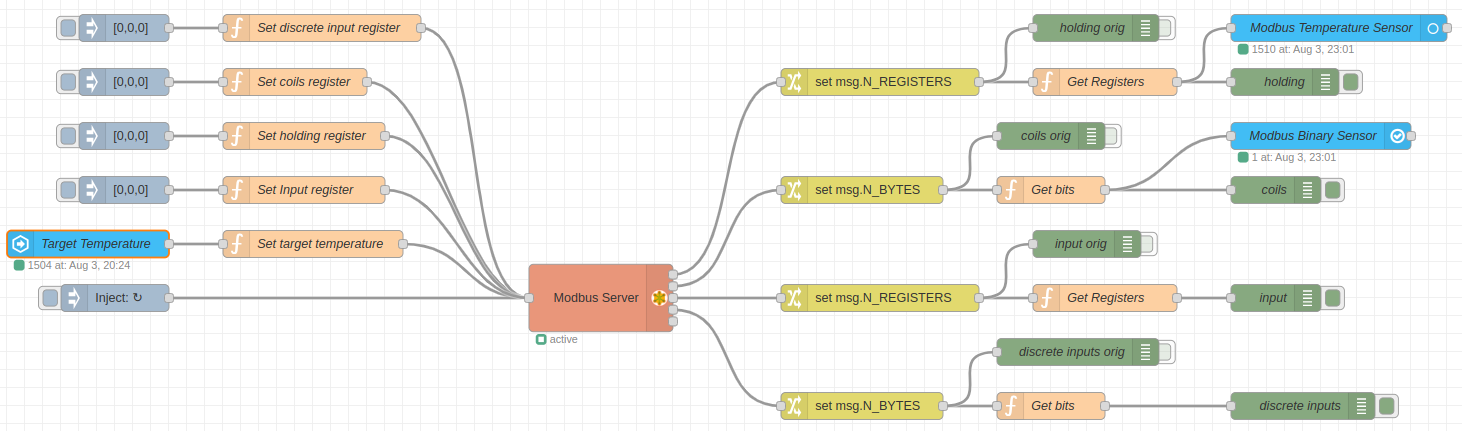 [0,0,0]
Set discrete input register
[0,0,0]
Set coils register
[0,0,0]
Set holding register
[0,0,0]
Set Input register
Target Temperature
1504 at: Aug 3, 20:24
Set target temperature
Inject: ↻
Modbus Server
active
holding orig
Modbus Temperature Sensor
1510 at: Aug 3, 23:01
set msg.N_REGISTERS
Get Registers
holding
coils orig
Modbus Binary Sensor
1 at: Aug 3, 23:01
set msg.N_BYTES
Get bits
coils
input orig
set msg.N_REGISTERS
Get Registers
input
discrete inputs orig
set msg.N_BYTES
Get bits
discrete inputs